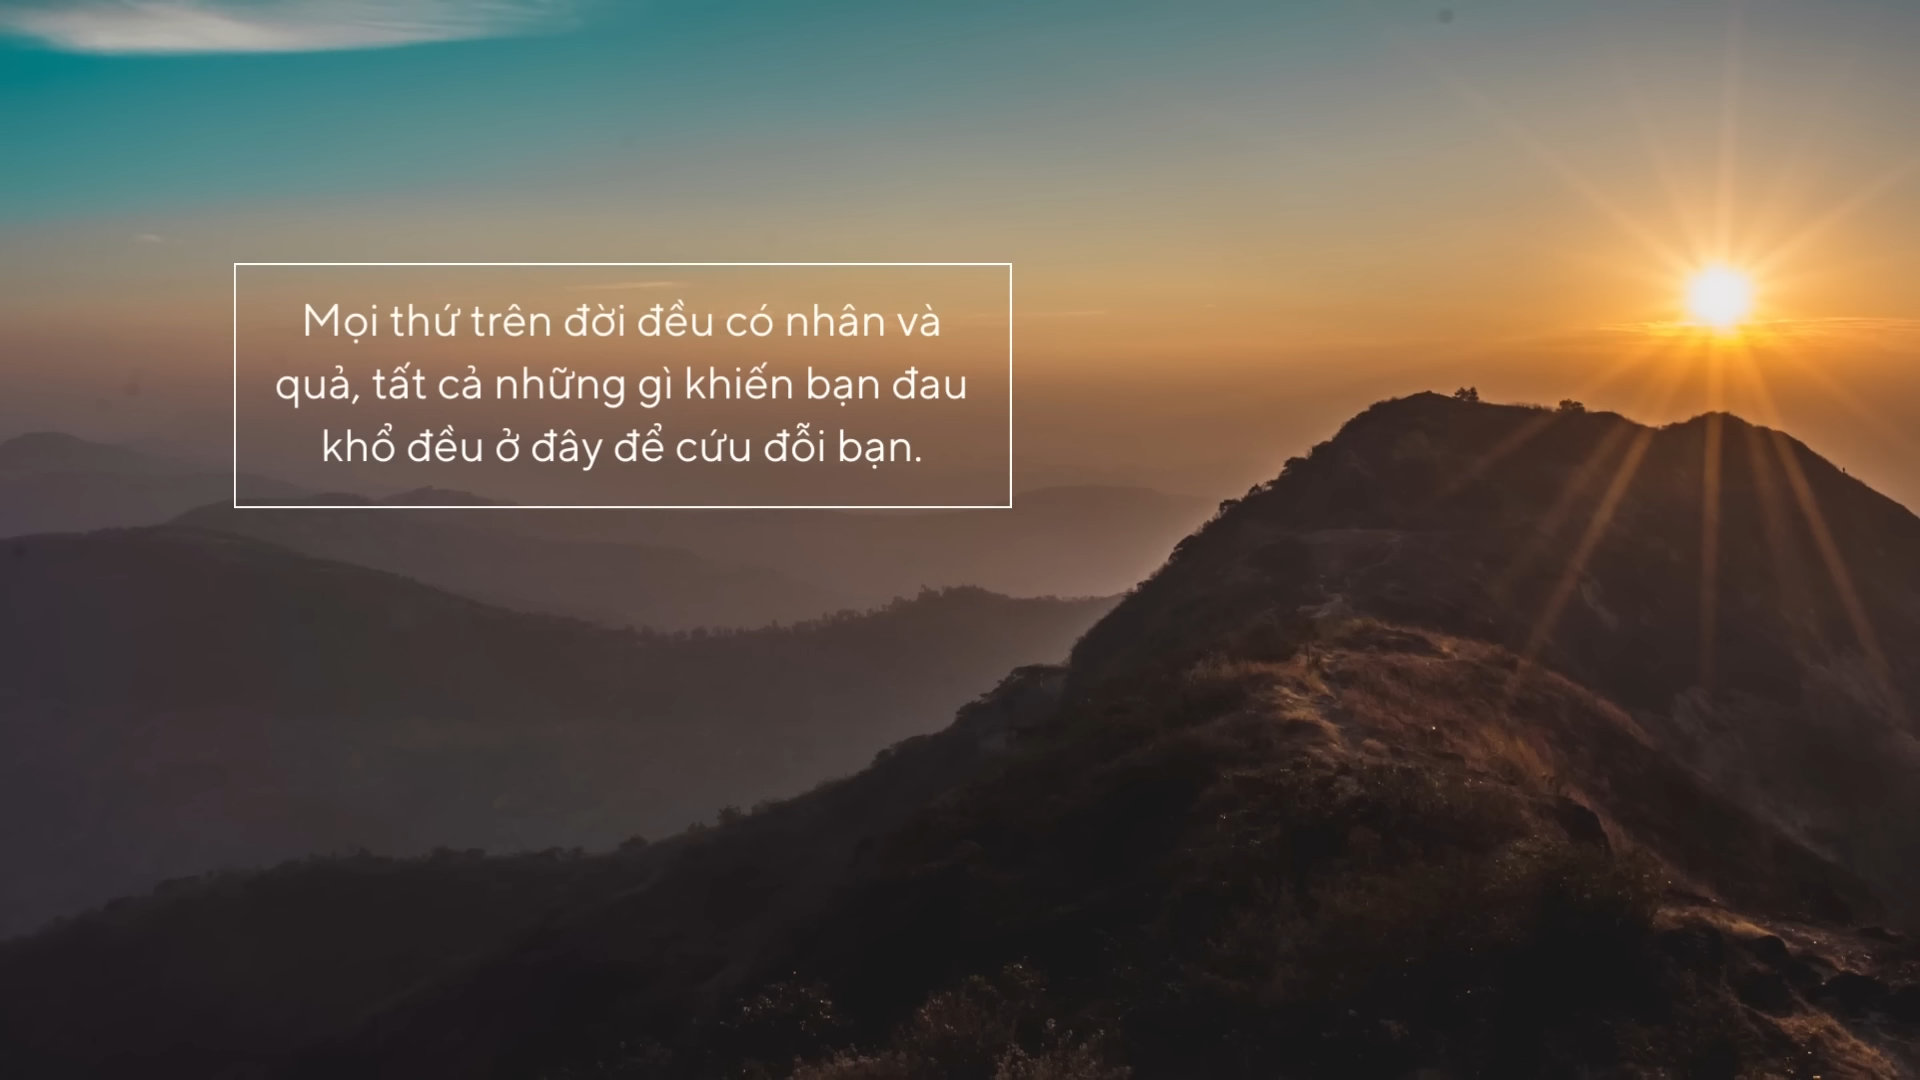 Mọi thứ trên đời đều có nhân và
quả, tất cả những gì khiến bạn đau
khổ đều ở đây để cứu đỗi bạn.